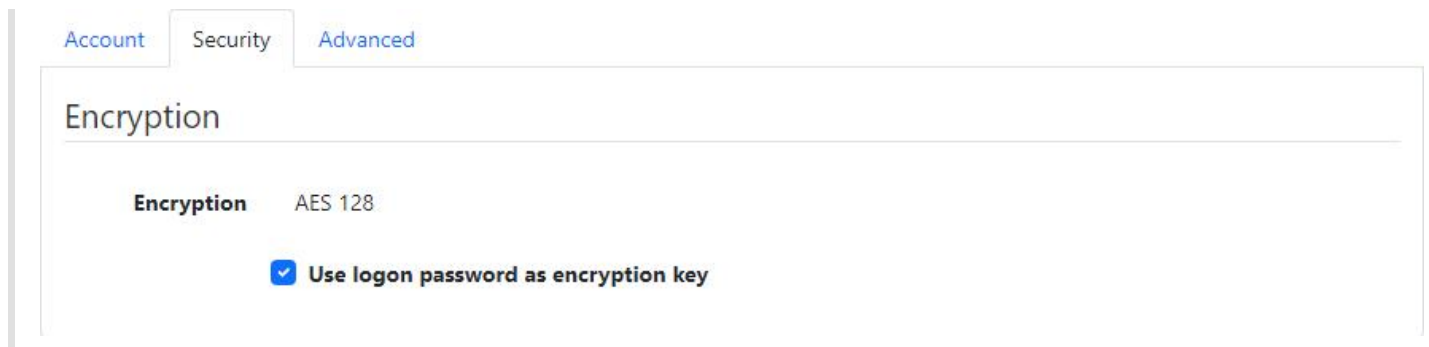 Account Security Advanced
Encryption
Encryption AES 128
Use logon password as encryption key